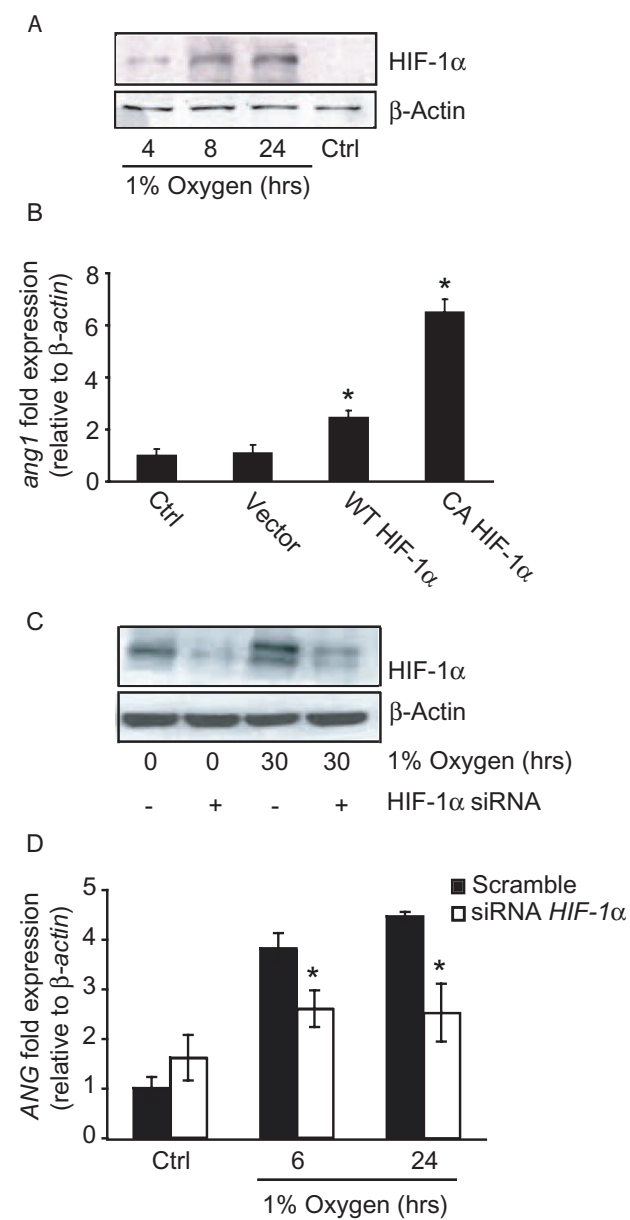 A
HIF-1α
β-Actin
4 8 24 Ctrl
1% Oxygen (hrs)
B
ang1 fold expression
(relative to β-actin)
8
6
4
2
0
*
*
Ctrl
Vector
WT HIF-1α
CA HIF-1α
C
HIF-1α
β-Actin
0 0 30 30 1% Oxygen (hrs)
- + - + HIF-1α siRNA
D
ANG fold expression
(relative to β-actin)
5
4
3
2
1
0
Scramble
siRNA HIF-1α
*
*
Ctrl 6 24
1% Oxygen (hrs)